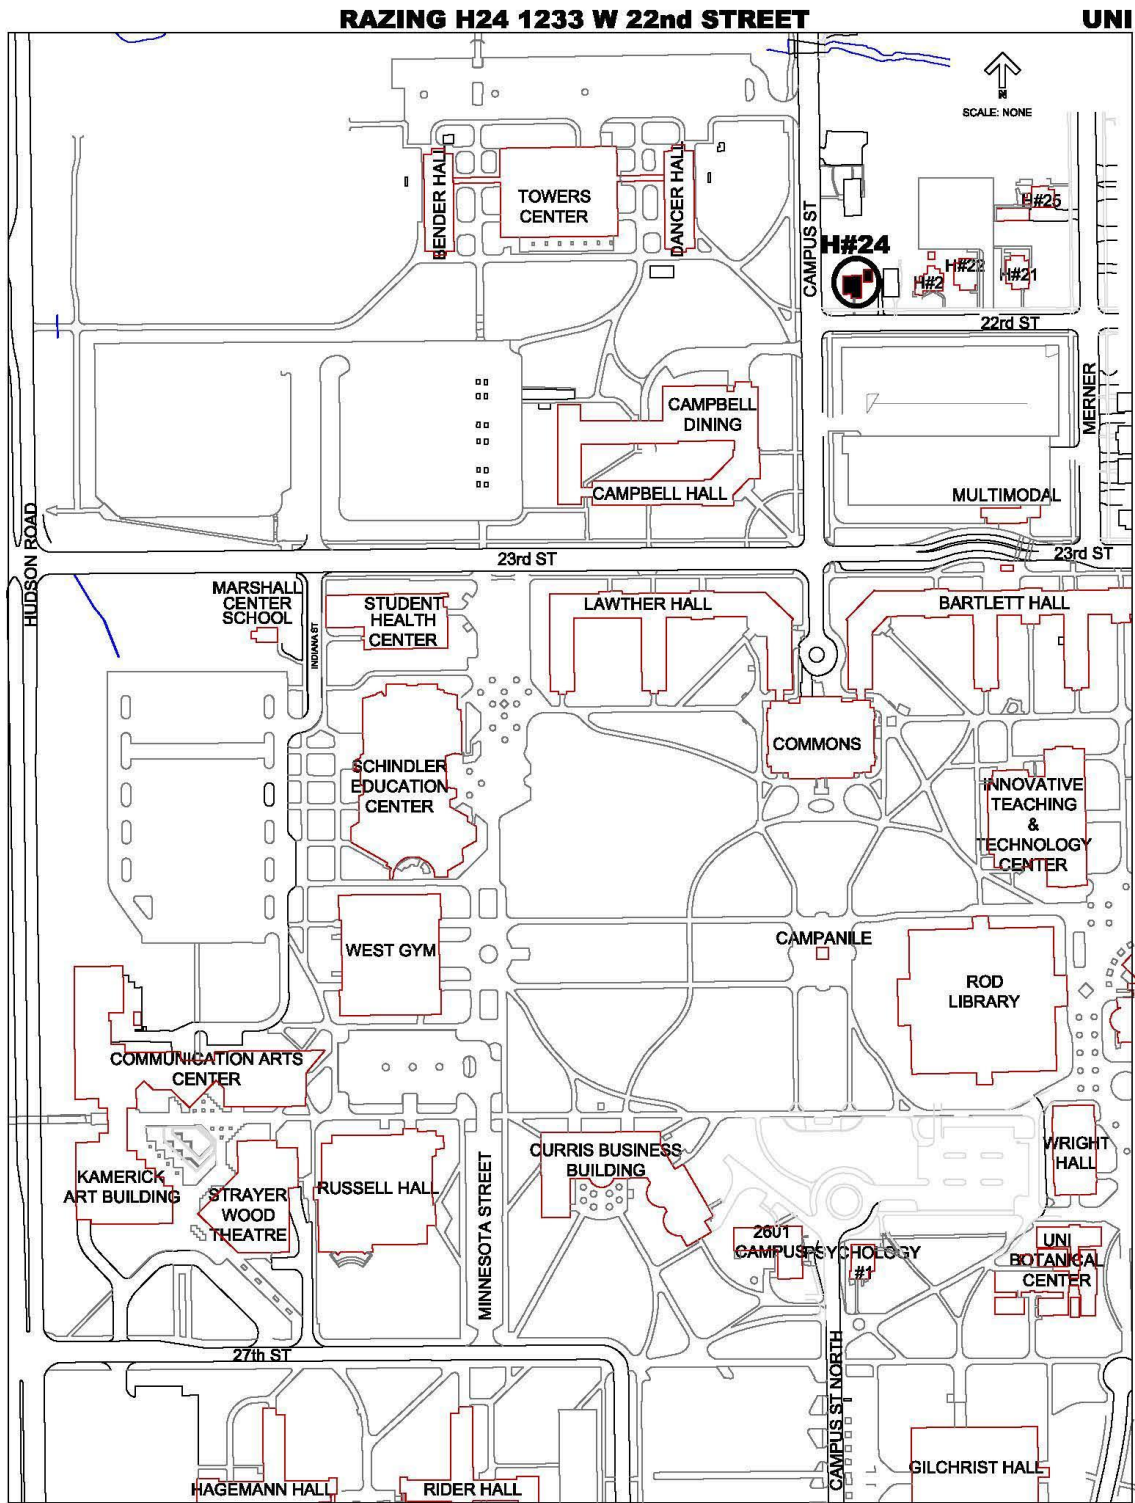 RAZING H24 1233 W 22nd STREET
UNI
N
SCALE: NONE
BENDER HALL
TOWERS
CENTER
DANCER HALL
CAMPUS ST
H#25
H#24
H#22
H#2
H#21
22rd ST
MERNER
CAMPBELL
DINING
CAMPBELL HALL
MULTIMODAL
HUDSON ROAD
23rd ST
23rd ST
MARSHALL
CENTER
SCHOOL
INDIANA ST
STUDENT
HEALTH
CENTER
LAWTHER HALL
BARTLETT HALL
COMMONS
SCHINDLER
EDUCATION
CENTER
INNOVATIVE
TEACHING
&
TECHNOLOGY
CENTER
WEST GYM
CAMPANILE
ROD
LIBRARY
COMMUNICATION ARTS
CENTER
KAMERICK
ART BUILDING
STRAYER
WOOD
THEATRE
RUSSELL HALL
MINNESOTA STREET
CURRIS BUSINESS
BUILDING
WRIGHT
HALL
2601
CAMPUS
PSYCHOLOGY
#1
UNI
BOTANICAL
CENTER
27th ST
CAMPUS ST NORTH
HAGEMANN HALL
RIDER HALL
GILCHRIST HALL